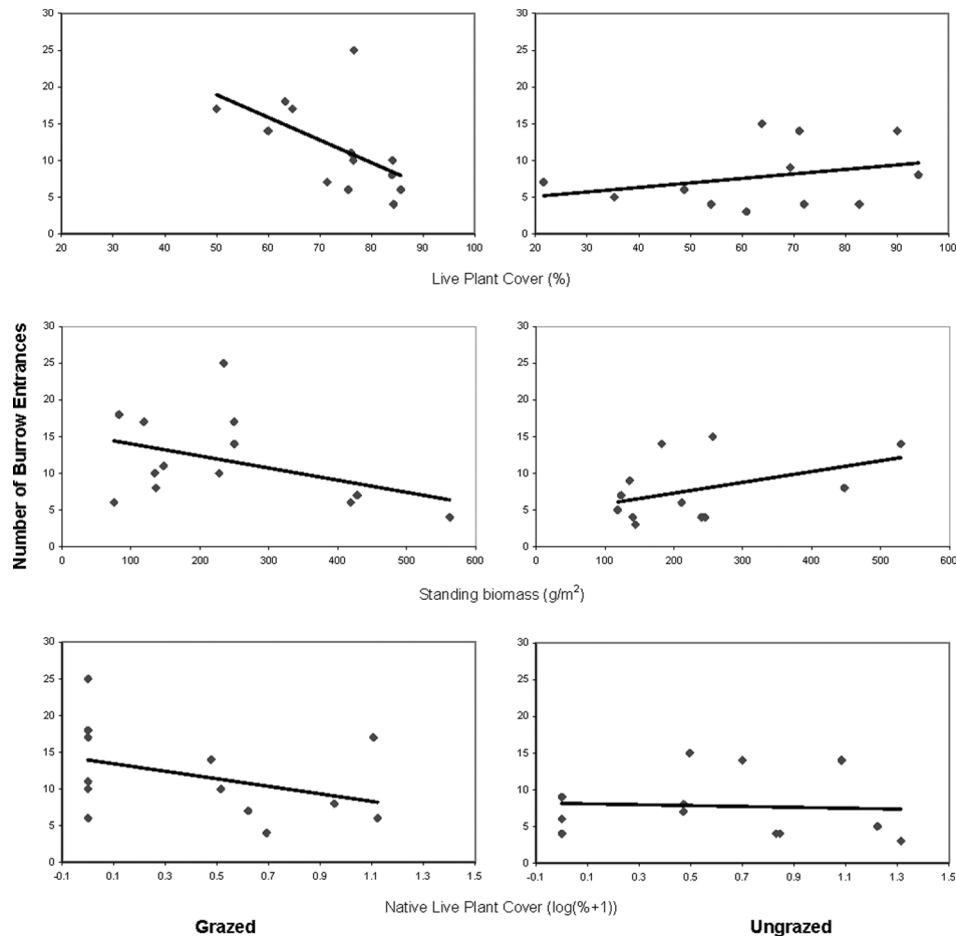 30 30
25 25
20 20
15 15
10 10
5 5
0 0
20 30 40 50 60 70 80 90 100 20 30 40 50 60 70 80 90 100
Live Plant Cover (%)
Number of Burrow Entrances
30 30
25 25
20 20
15 15
10 10
5 5
0 0
0 100 200 300 400 500 600 0 100 200 300 400 500 600
Standing biomass (g/m²)
30 30
25 25
20 20
15 15
10 10
5 5
0 0
-0.1 0.1 0.3 0.5 0.7 0.9 1.1 1.3 1.5 -0.1 0.1 0.3 0.5 0.7 0.9 1.1 1.3 1.5
Native Live Plant Cover (log(%+1))
Grazed Ungrazed